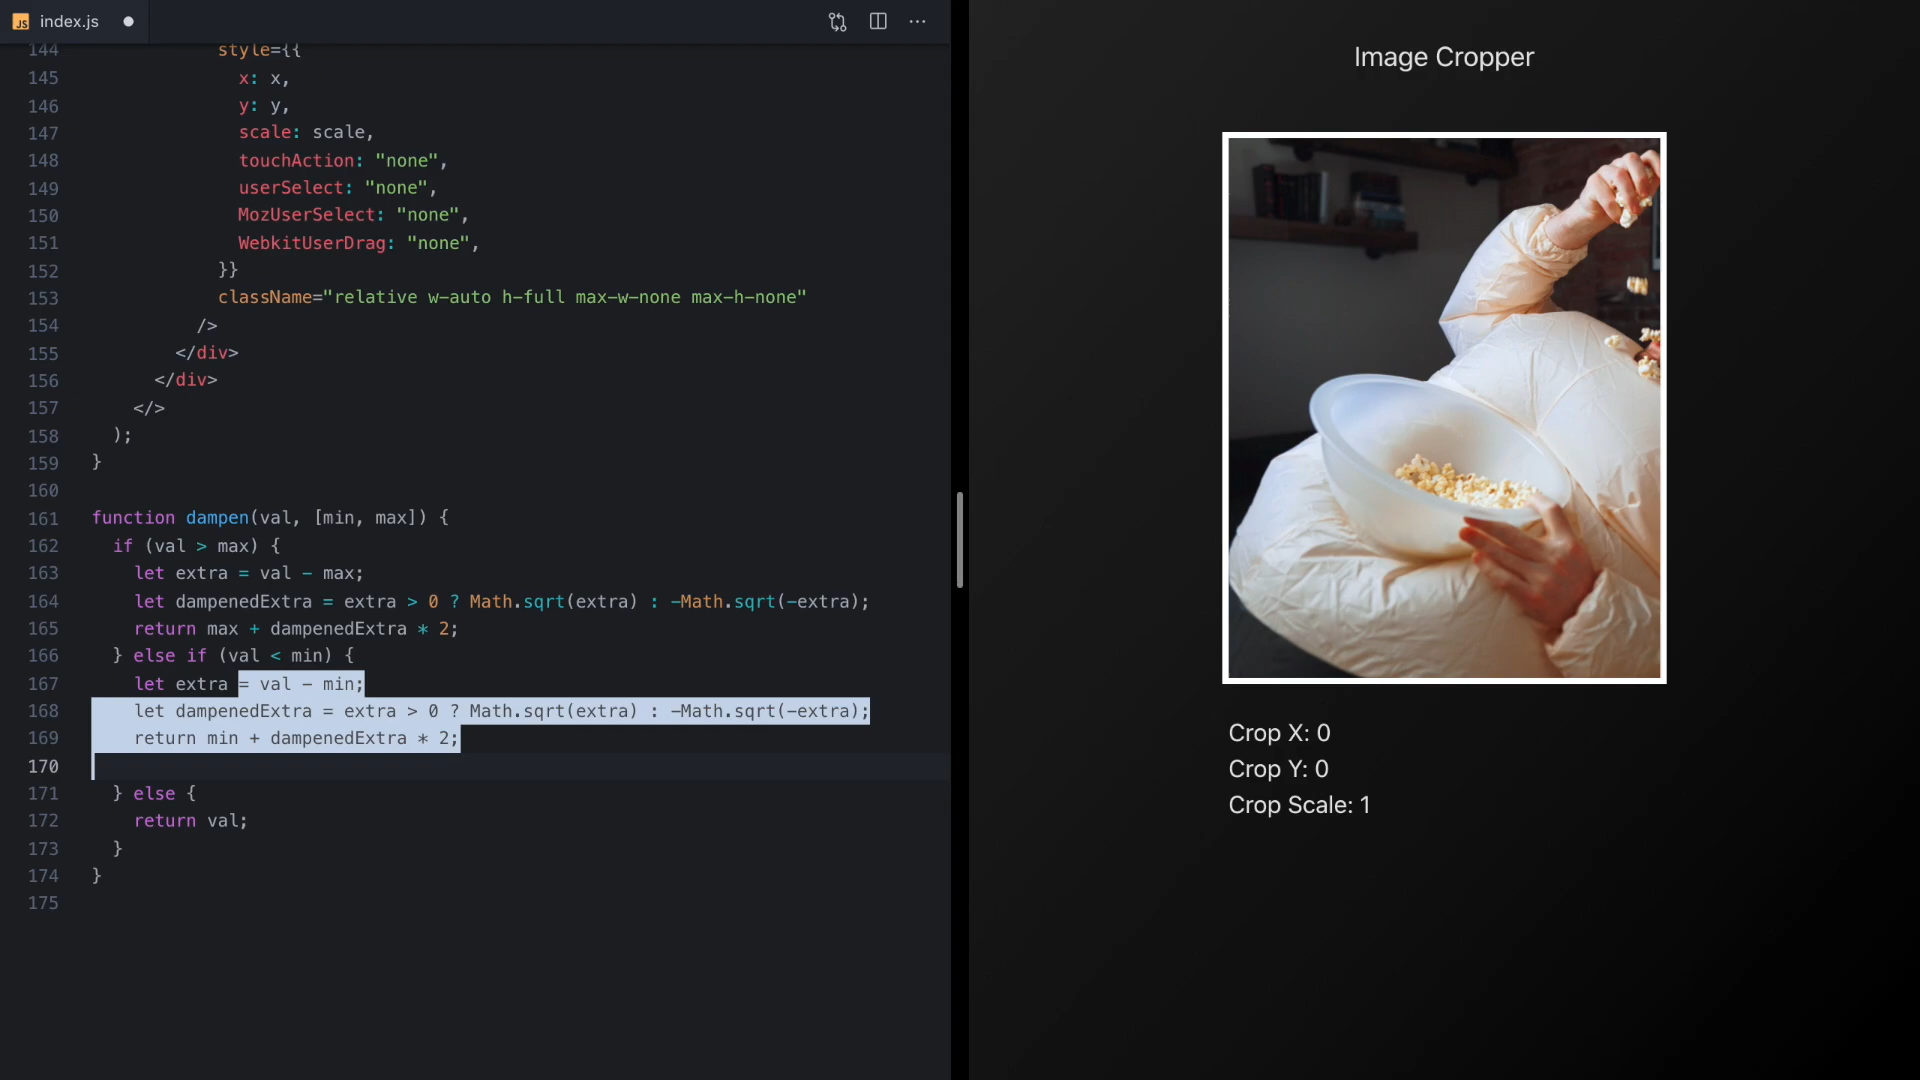 JS index.js
144 style={{
145 x: x,
146 y: y,
147 scale: scale,
148 touchAction: "none",
149 userSelect: "none",
150 MozUserSelect: "none",
151 WebkitUserDrag: "none",
152 }}
153 className="relative w-auto h-full max-w-none max-h-none"
154 />
155 </div>
156 </div>
157 </>
158 );
159 }
160
161 function dampen(val, [min, max]) {
162 if (val > max) {
163 let extra = val - max;
164 let dampenedExtra = extra > 0 ? Math.sqrt(extra) : -Math.sqrt(-extra);
165 return max + dampenedExtra * 2;
166 } else if (val < min) {
167 let extra = val - min;
168 let dampenedExtra = extra > 0 ? Math.sqrt(extra) : -Math.sqrt(-extra);
169 return min + dampenedExtra * 2;
170
171 } else {
172 return val;
173 }
174 }
175
Image Cropper
Crop X: 0
Crop Y: 0
Crop Scale: 1